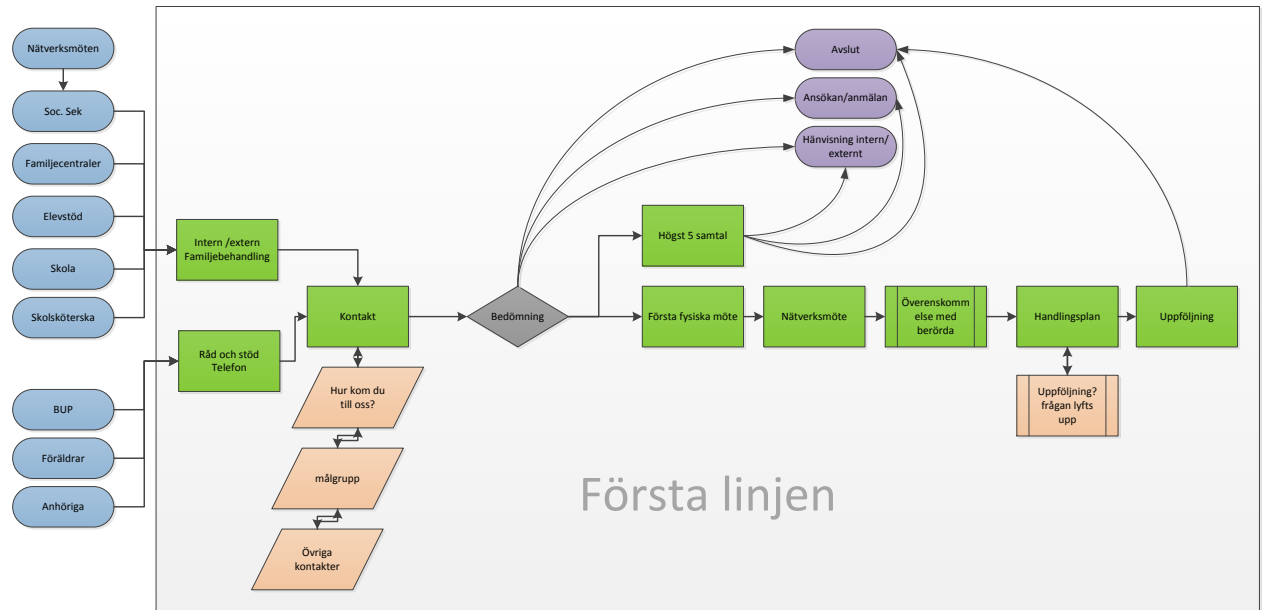 Nätverksmöten
Soc. Sek
Familjecentraler
Elevstöd
Skola
Skolsköterska
BUP
Föräldrar
Anhöriga
Intern /extern
Familjebehandling
Råd och stöd
Telefon
Kontakt
Hur kom du
till oss?
målgrupp
Övriga
kontakter
Bedömning
Avslut
Ansökan/anmälan
Hänvisning intern/
externt
Högst 5 samtal
Första fysiska möte
Nätverksmöte
Överenskomm
else med
berörda
Handlingsplan
Uppföljning
Uppföljning?
frågan lyfts
upp
Första linjen